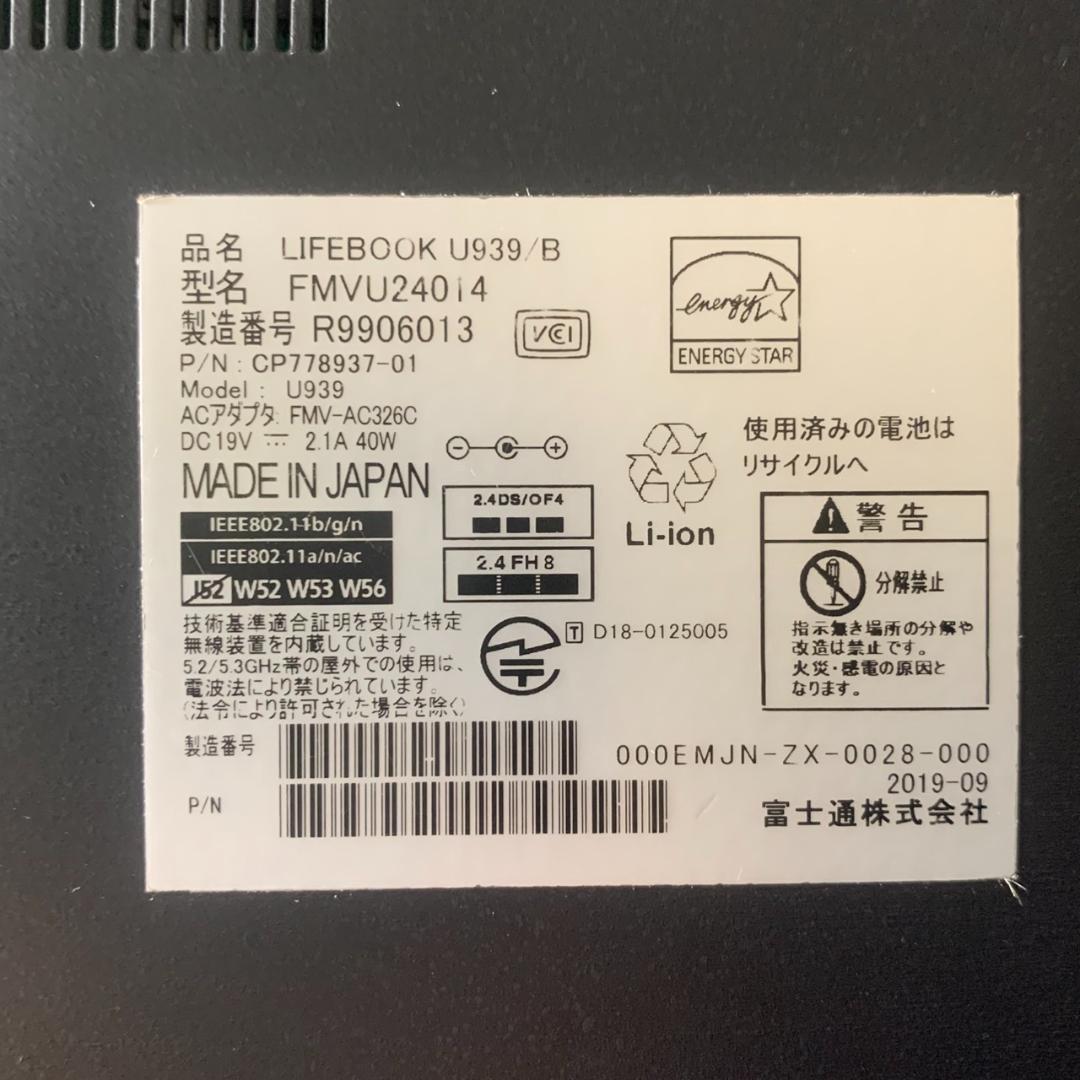 品名 LIFEBOOK U939/B
型名 FMVU24014
製造番号 R9906013
VCI
P/N : CP778937-01
Model : U939
ACアダプタ: FMV-AC326C
DC19V ⎓ 2.1A 40W
MADE IN JAPAN
energy
ENERGY STAR
使用済みの電池は
リサイクルへ
Li-ion
IEEE802.11b/g/n
IEEE802.11a/n/ac
J52 W52 W53 W56
2.4DS/OF4
2.4FH8
警告
分解禁止
指示無き場所の分解や
改造は禁止です。
火災・感電の原因と
なります。
技術基準適合証明を受けた特定
無線装置を内蔵しています。
5.2/5.3GHz帯の屋外での使用は、
電波法により禁じられています。
(法令により許可された場合を除く)
T D18-0125005
製造番号
P/N
000EMJN-ZX-0028-000
2019-09
富士通株式会社